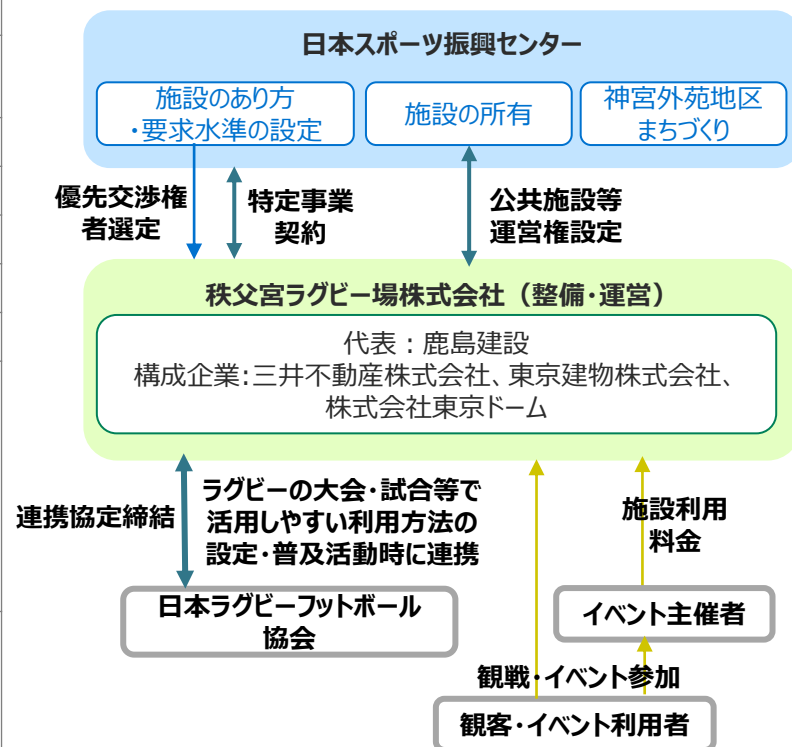 日本スポーツ振興センター
施設のあり方
・要求水準の設定
施設の所有
神宮外苑地区
まちづくり
優先交渉権
者選定
特定事業
契約
公共施設等
運営権設定
秩父宮ラグビー場株式会社（整備・運営）
代表：鹿島建設
構成企業：三井不動産株式会社、東京建物株式会社、
株式会社東京ドーム
連携協定締結
ラグビーの大会・試合等で
活用しやすい利用方法の
設定・普及活動時に連携
施設利用
料金
日本ラグビーフットボール
協会
イベント主催者
観戦・イベント参加
観客・イベント利用者